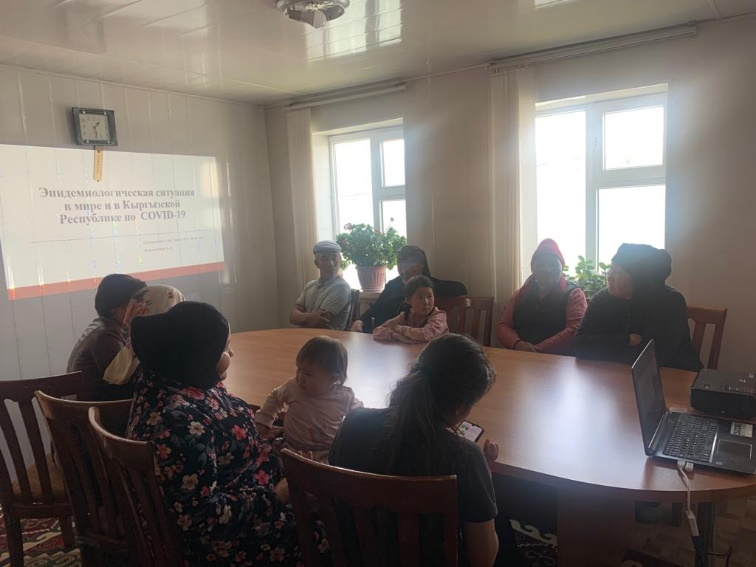 Эпидемиологическая ситуация
в мире и в Кыргызской
Республике по COVID-19